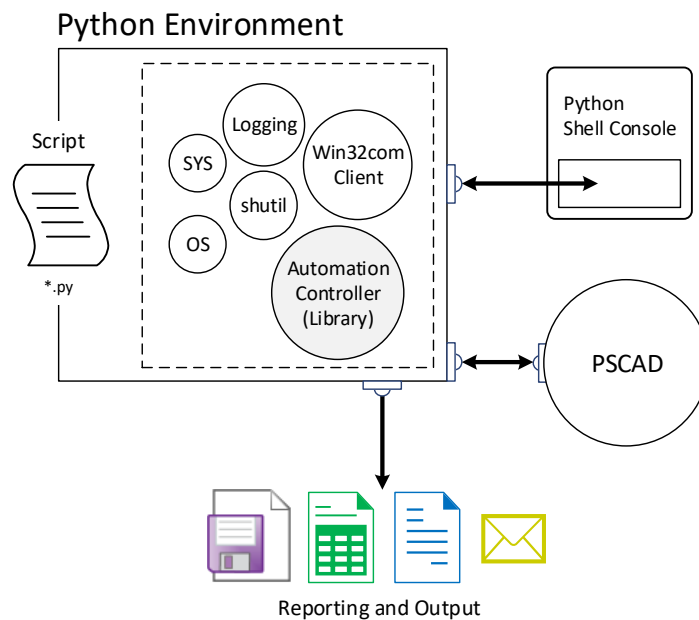 Python Environment
Script
*.py
Logging
SYS
Win32com
Client
shutil
OS
Automation
Controller
(Library)
Python
Shell Console
PSCAD
Reporting and Output